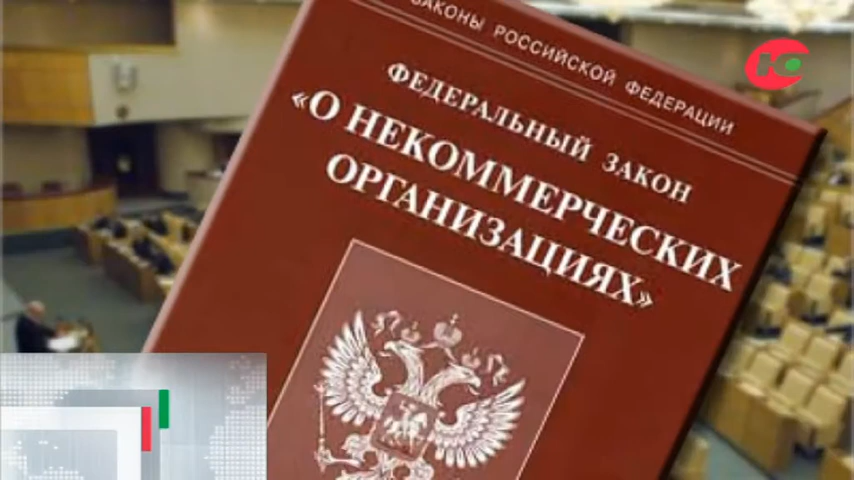 ЗАКОНЫ РОССИЙСКОЙ ФЕДЕРАЦИИ
ФЕДЕРАЛЬНЫЙ ЗАКОН
«О НЕКОММЕРЧЕСКИХ
ОРГАНИЗАЦИЯХ»
Ю